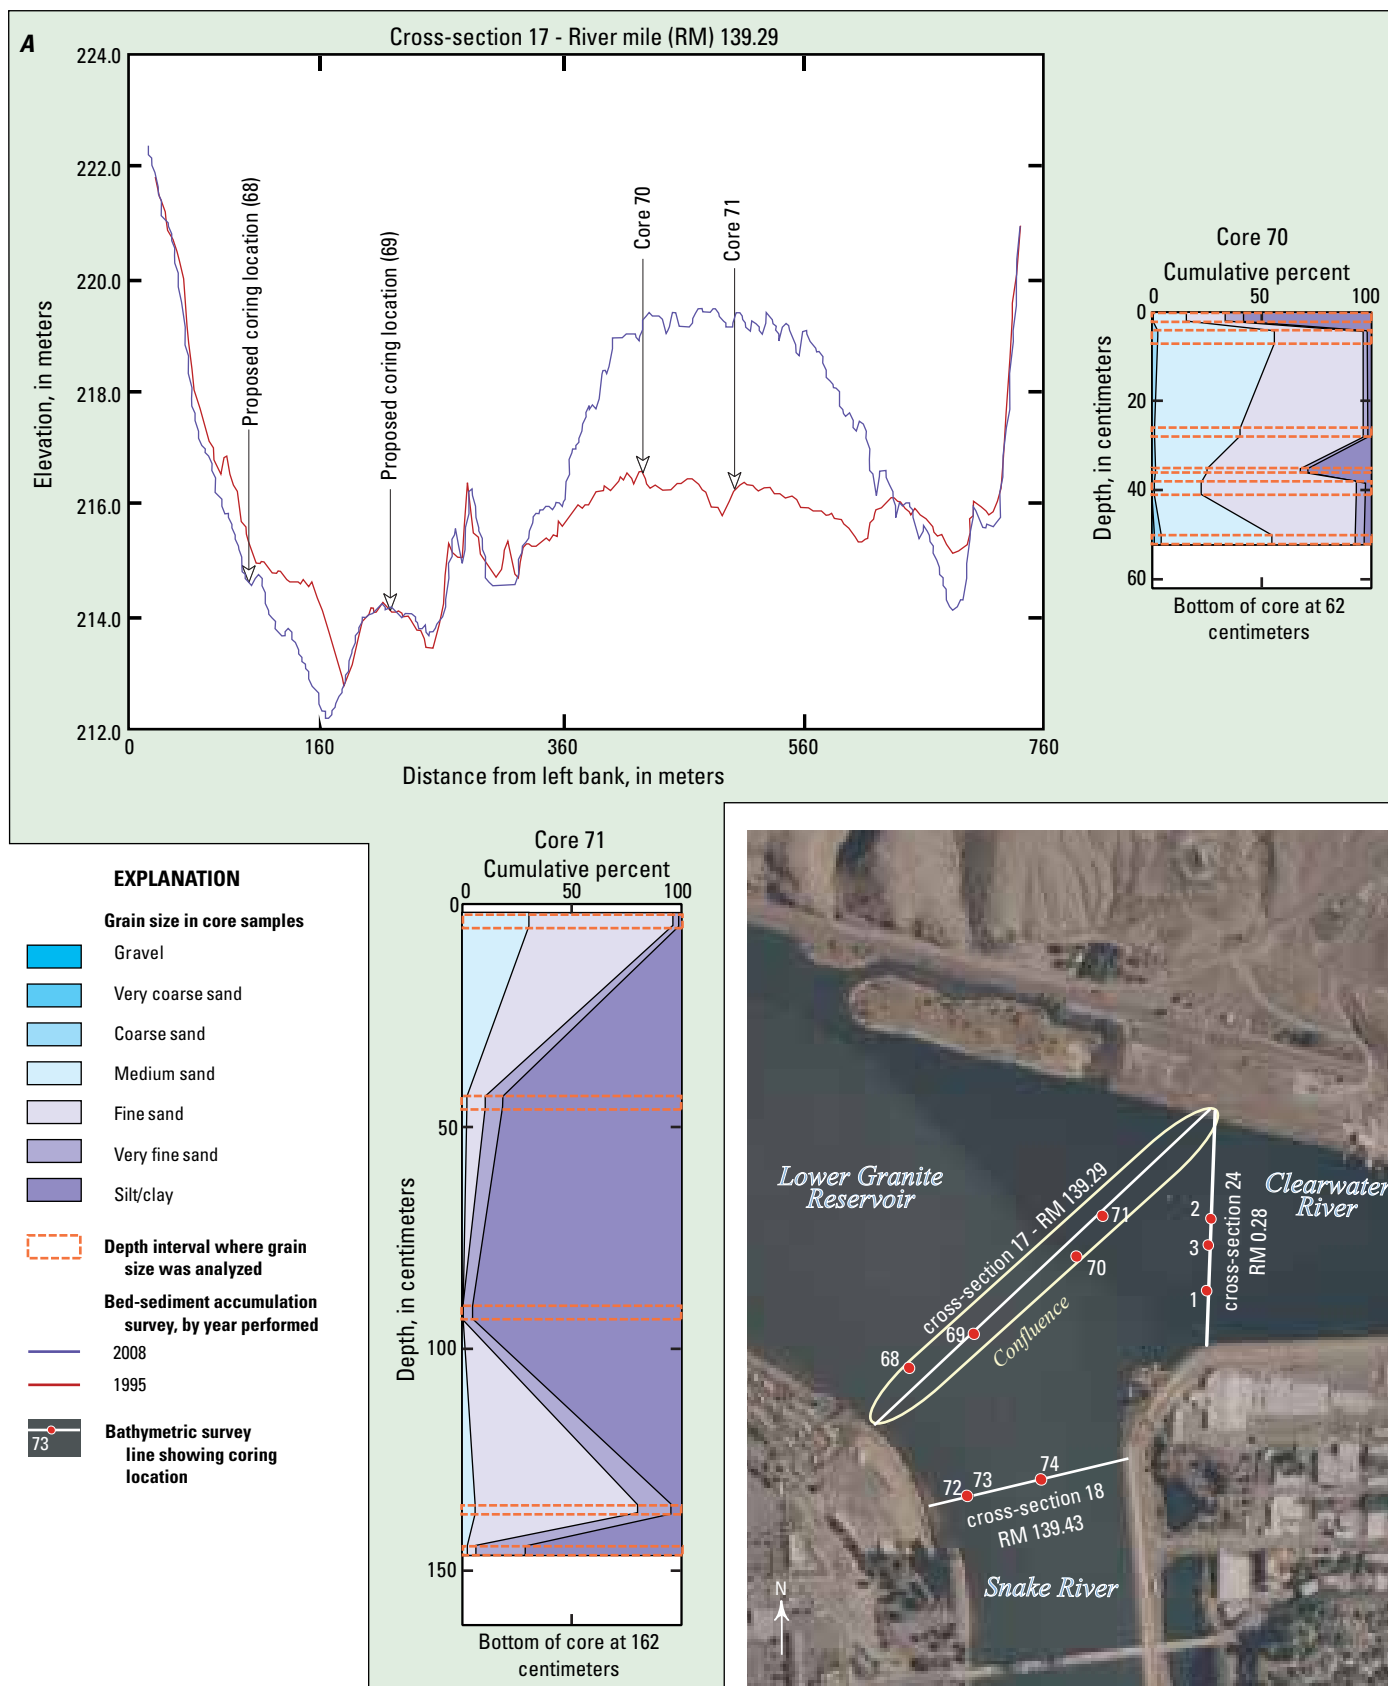 A
Cross-section 17 - River mile (RM) 139.29
224.0
222.0
220.0
218.0
216.0
214.0
212.0
Elevation, in meters
Proposed coring location (68)
Proposed coring location (69)
Core 70
Core 71
0
160
360
560
760
Distance from left bank, in meters
Core 70
Cumulative percent
0
50
100
0
20
40
60
Depth, in centimeters
Bottom of core at 62
centimeters
Core 71
Cumulative percent
0
50
100
0
50
100
150
Depth, in centimeters
Bottom of core at 162
centimeters
EXPLANATION
Grain size in core samples
Gravel
Very coarse sand
Coarse sand
Medium sand
Fine sand
Very fine sand
Silt/clay
Depth interval where grain
size was analyzed
Bed-sediment accumulation
survey, by year performed
2008
1995
73
Bathymetric survey
line showing coring
location
Lower Granite
Reservoir
Clearwater
River
cross-section 17 - RM 139.29
Confluence
71
70
69
68
2
3
1
cross-section 24
RM 0.28
72
73
74
cross-section 18
RM 139.43
Snake River
N